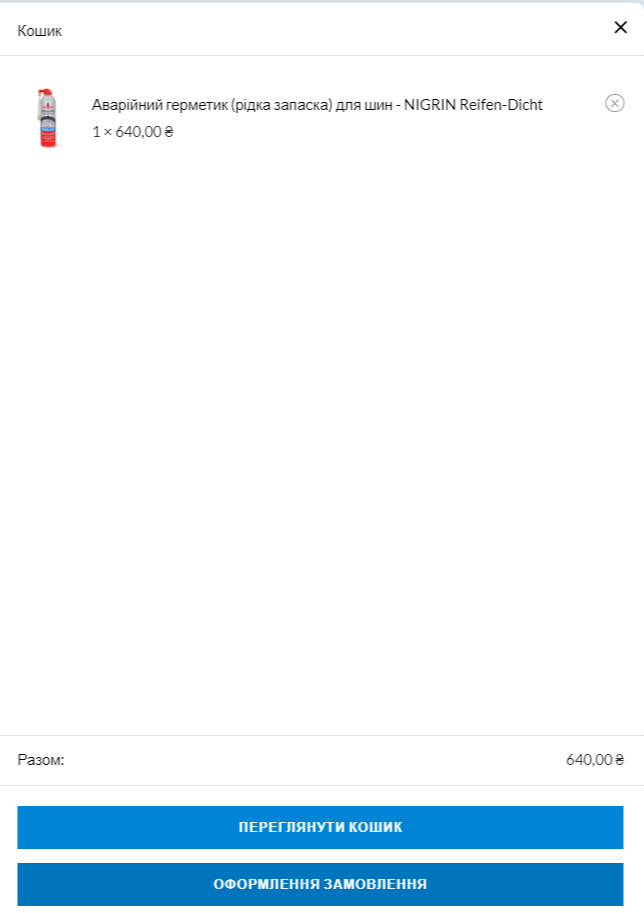 Кошик
Аварійний герметик (рідка запаска) для шин - NIGRIN Reifen-Dicht
1 × 640,00 ₴
Разом:
640,00 ₴
ПЕРЕГЛЯНУТИ КОШИК
ОФОРМЛЕННЯ ЗАМОВЛЕННЯ